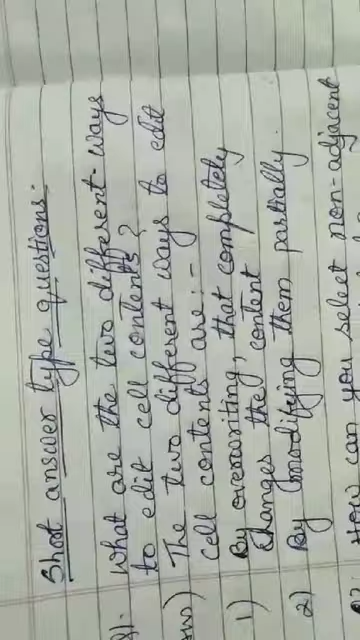 Short answer type questions:
Q1. What are the two different ways
to edit cell contents?
Ans) The two different ways to edit
cell contents are:-
1) By overwriting, that completely
changes the content
2) By modifying them partially.
Q2. How can you select non-adjacent